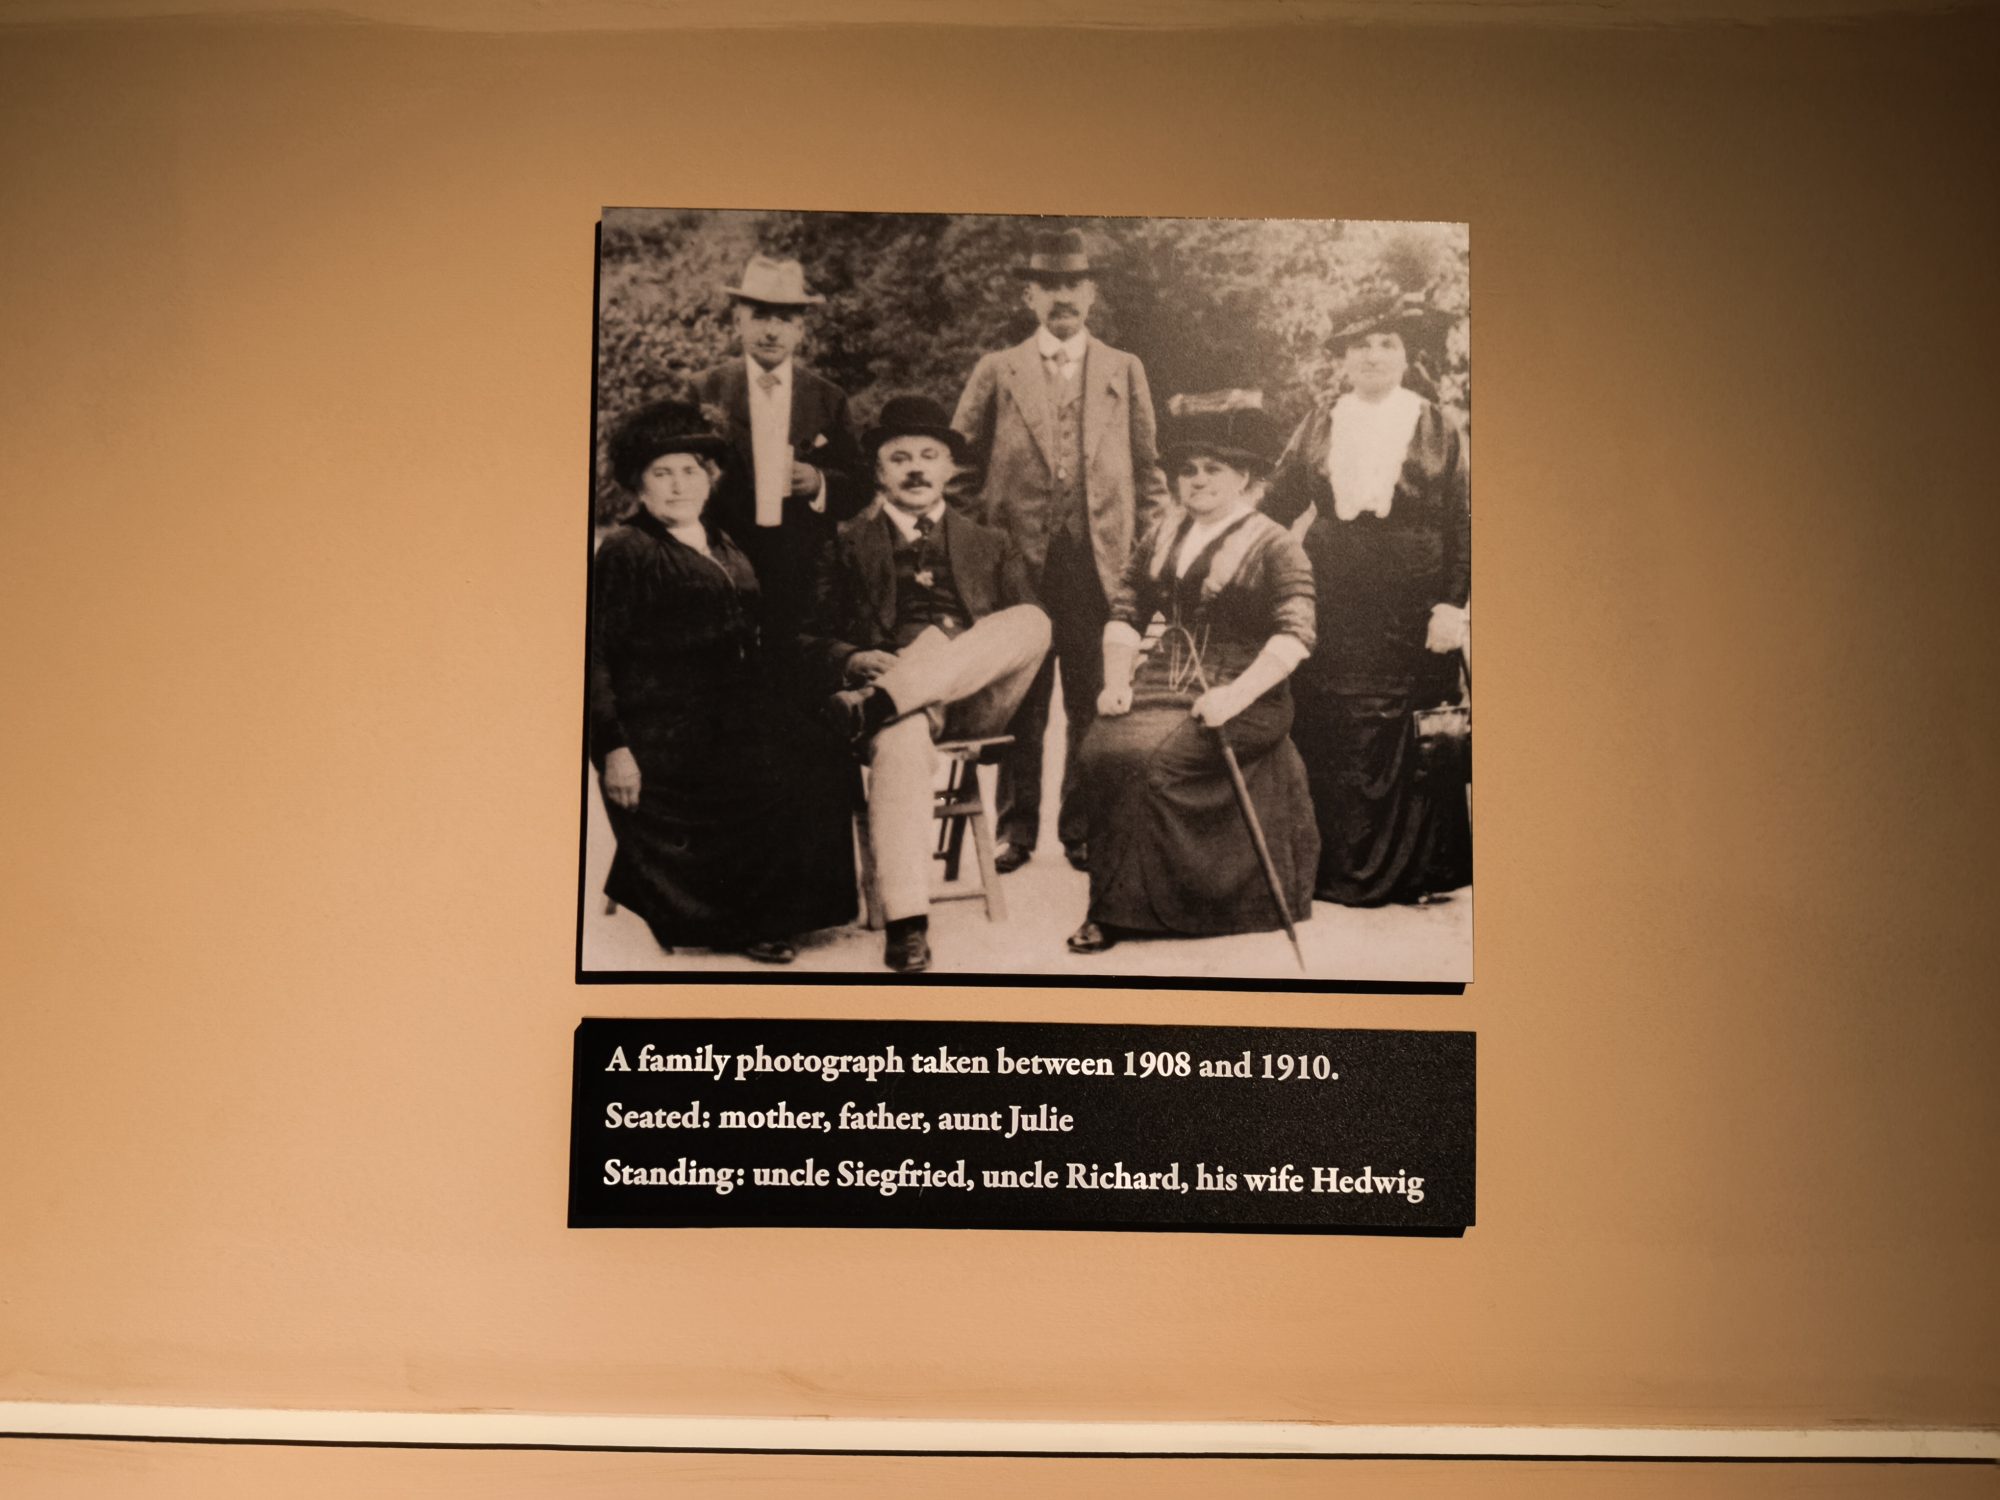 A family photograph taken between 1908 and 1910.
Seated: mother, father, aunt Julie
Standing: uncle Siegfried, uncle Richard, his wife Hedwig